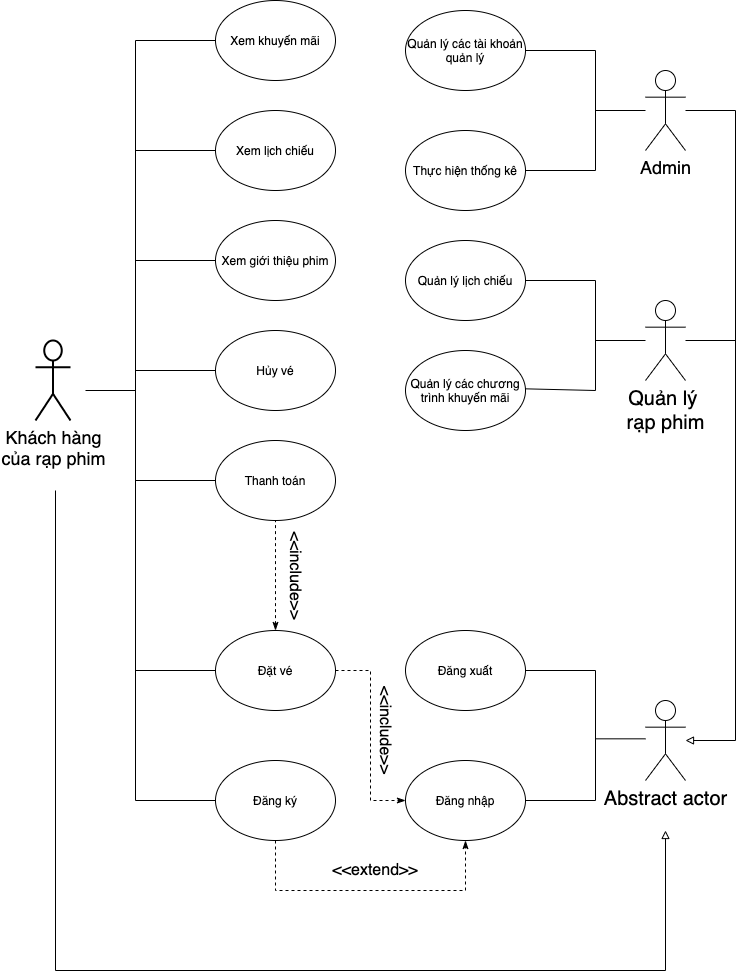 Xem khuyến mãi
Quản lý các tài khoản
quản lý
Admin
Xem lịch chiếu
Thực hiện thống kê
Xem giới thiệu phim
Quản lý lịch chiếu
Quản lý
rạp phim
Hủy vé
Quản lý các chương
trình khuyến mãi
Khách hàng
của rạp phim
Thanh toán
<<include>>
Đặt vé
Đăng xuất
<<include>>
Abstract actor
Đăng ký
Đăng nhập
<<extend>>